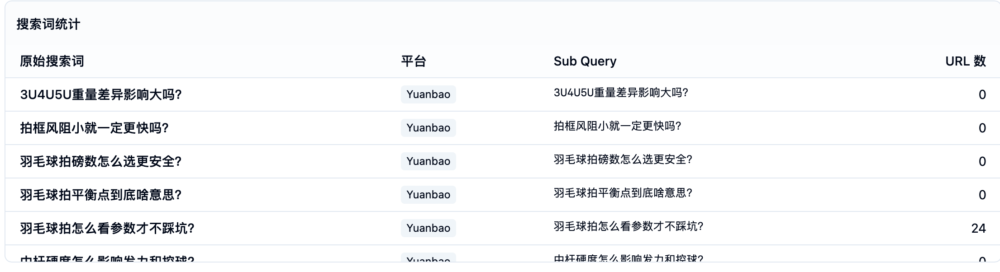 搜索词统计
原始搜索词 平台 Sub Query URL 数
3U4U5U重量差异影响大吗? Yuanbao 3U4U5U重量差异影响大吗? 0
拍框风阻小就一定更快吗? Yuanbao 拍框风阻小就一定更快吗? 0
羽毛球拍磅数怎么选更安全? Yuanbao 羽毛球拍磅数怎么选更安全? 0
羽毛球拍平衡点到底啥意思? Yuanbao 羽毛球拍平衡点到底啥意思? 0
羽毛球拍怎么看参数才不踩坑? Yuanbao 羽毛球拍怎么看参数才不踩坑? 24
中杆硬度怎么影响发力和控球? Yuanbao 中杆硬度怎么影响发力和控球? 0